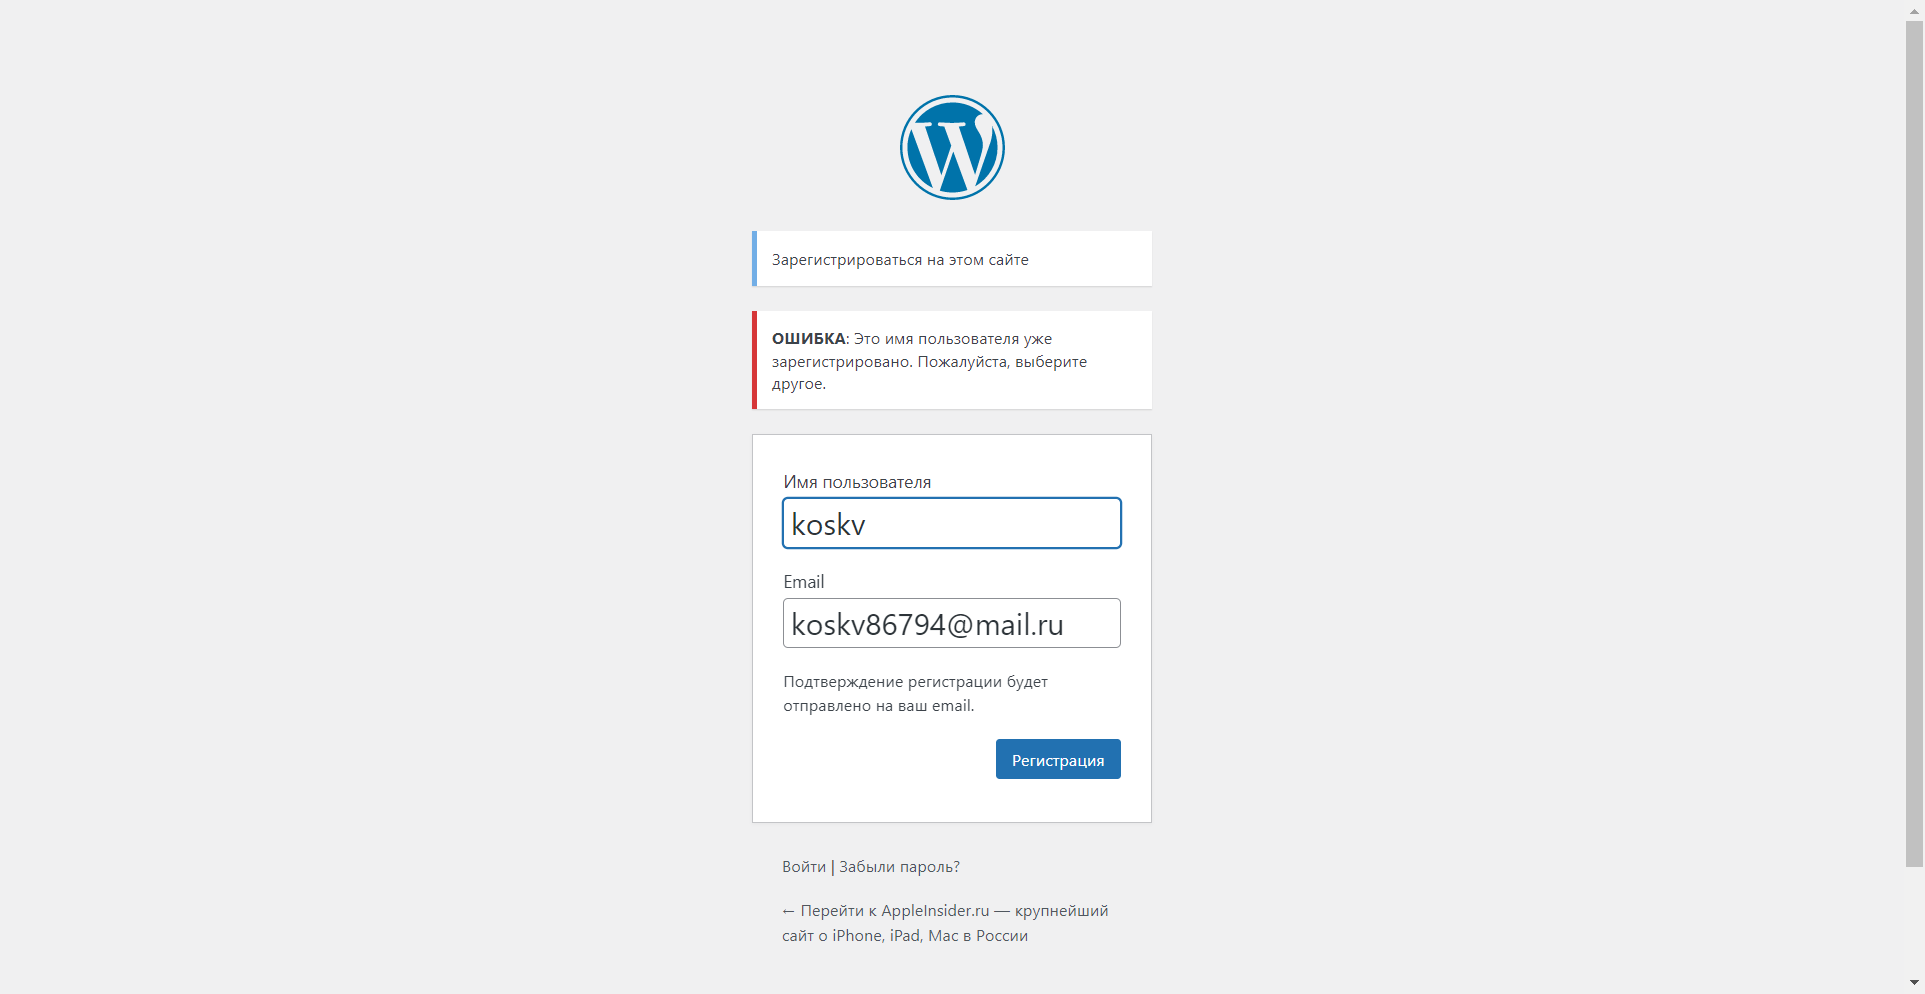 Зарегистрироваться на этом сайте
ОШИБКА: Это имя пользователя уже
зарегистрировано. Пожалуйста, выберите
другое.
Имя пользователя
koskv
Email
koskv86794@mail.ru
Подтверждение регистрации будет
отправлено на ваш email.
Регистрация
Войти | Забыли пароль?
← Перейти к AppleInsider.ru — крупнейший
сайт о iPhone, iPad, Mac в России